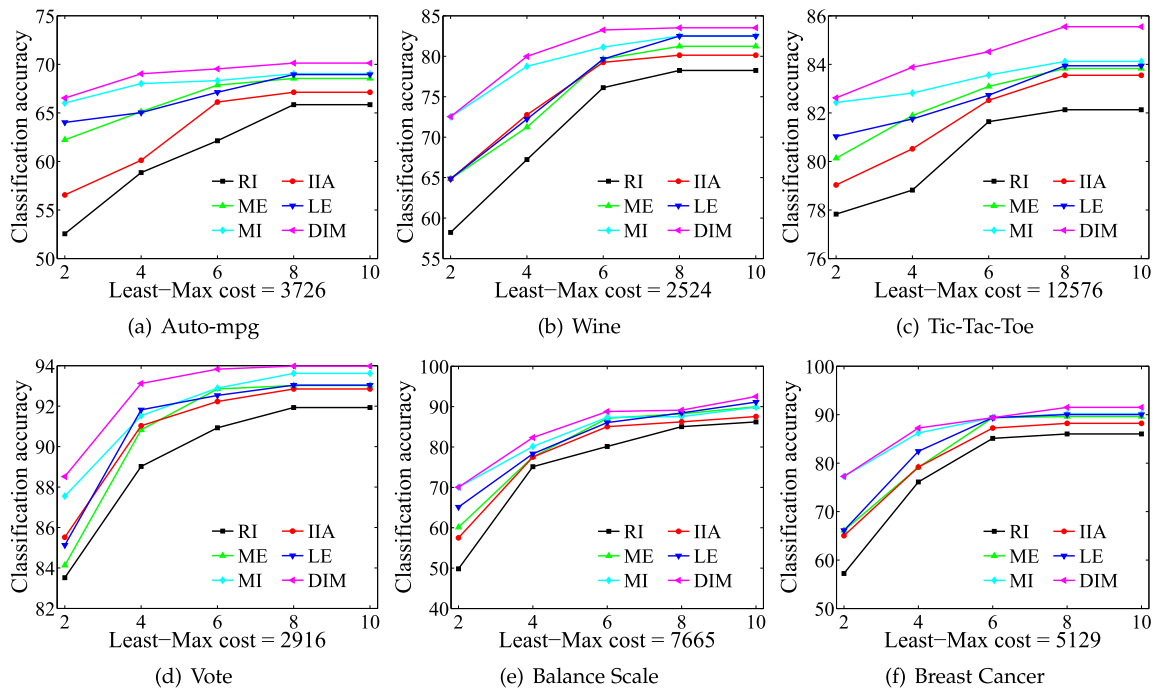 Classification accuracy
75
70
65
60
55
50
2 4 6 8 10
RI IIA
ME LE
MI DIM
Least−Max cost = 3726
(a) Auto-mpg
Classification accuracy
85
80
75
70
65
60
55
2 4 6 8 10
RI IIA
ME LE
MI DIM
Least−Max cost = 2524
(b) Wine
Classification accuracy
86
84
82
80
78
76
2 4 6 8 10
RI IIA
ME LE
MI DIM
Least−Max cost = 12576
(c) Tic-Tac-Toe
Classification accuracy
94
92
90
88
86
84
82
2 4 6 8 10
RI IIA
ME LE
MI DIM
Least−Max cost = 2916
(d) Vote
Classification accuracy
100
90
80
70
60
50
40
2 4 6 8 10
RI IIA
ME LE
MI DIM
Least−Max cost = 7665
(e) Balance Scale
Classification accuracy
100
90
80
70
60
50
2 4 6 8 10
RI IIA
ME LE
MI DIM
Least−Max cost = 5129
(f) Breast Cancer